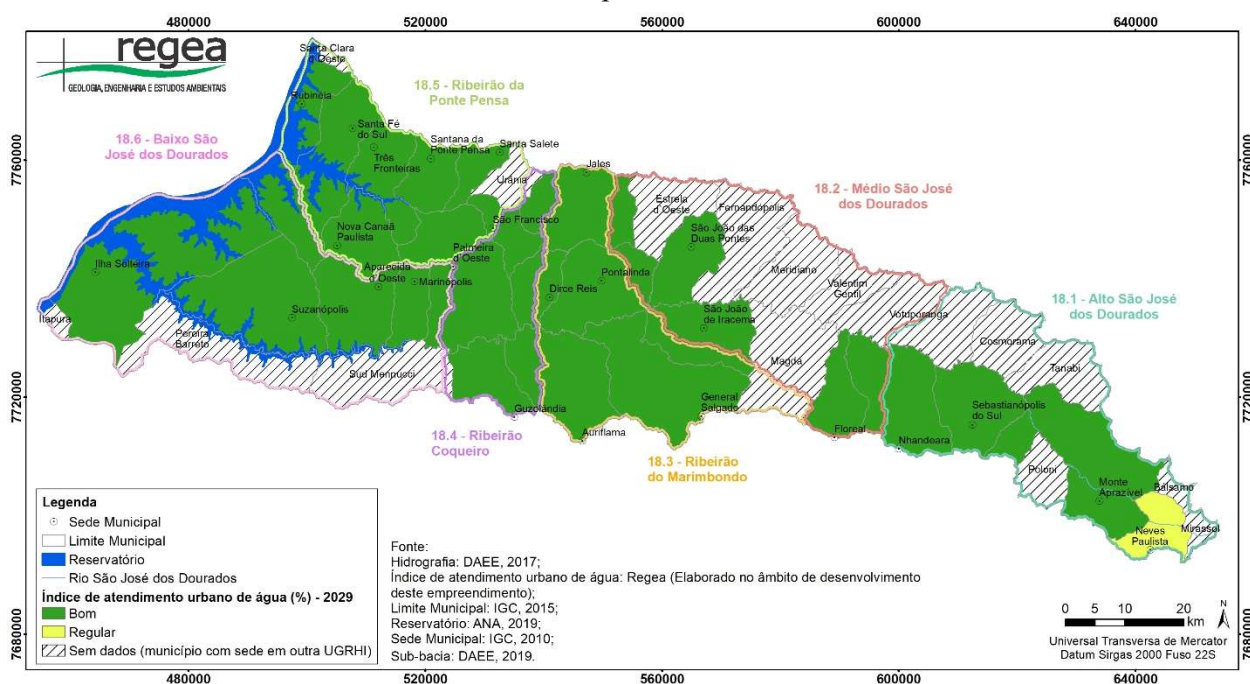 480000 520000 560000 600000 640000
regea
GEOLOGIA, ENGENHARIA E ESTUDOS AMBIENTAIS
Santa Clara
d'Oeste
18.5 - Ribeirão da
Ponte Pensa
Rubinéia
18.6 - Baixo São
José dos Dourados
Santa Fé
do Sul
Santana da
Ponte Pensa
Santa Salete
Três
Fronteiras
Jales
7760000
7760000
Urânia
18.2 - Médio São José
dos Dourados
Estrela
d'Oeste
Fernandópolis
São Francisco
São João das
Duas Pontes
Nova Canaã
Paulista
Palmeira
d'Oeste
Ilha Solteira
Aparecida
d'Oeste
Marinópolis
Pontalinda
Meridiano
Dirce Reis
Valentim
Gentil
18.1 - Alto São José
dos Dourados
Itapura
Suzanápolis
São João
de Iracema
Votuporanga
Pereira
Barreto
Cosmorama
Magda
Sud Mennucci
Tanabi
7720000
7720000
Guzolândia
General
Salgado
Sebastianópolis
do Sul
18.4 - Ribeirão
Coqueiro
Auriflama
Floreal
Nhandeara
18.3 - Ribeirão
do Marimbondo
Poloni
Monte
Aprazível
Bálsamo
Neves
Paulista
Mirassol
Legenda
Sede Municipal
Limite Municipal
Reservatório
Rio São José dos Dourados
Índice de atendimento urbano de água (%) - 2029
Bom
Regular
Sem dados (município com sede em outra UGRHI)
Fonte:
Hidrografia: DAEE, 2017;
Índice de atendimento urbano de água: Regea (Elaborado no âmbito de desenvolvimento
deste empreendimento);
Limite Municipal: IGC, 2015;
Reservatório: ANA, 2019;
Sede Municipal: IGC, 2010;
Sub-bacia: DAEE, 2019.
0 5 10 20
km
N
Universal Transversa de Mercator
Datum Sirgas 2000 Fuso 22S
7680000
7680000
480000 520000 560000 600000 640000